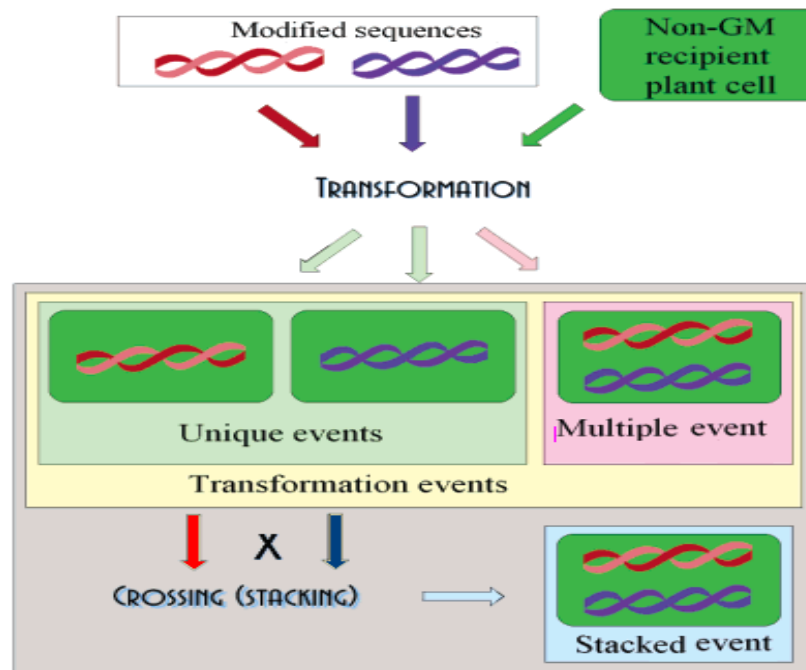 Modified sequences
Non-GM
recipient
plant cell
TRANSFORMATION
Unique events
Multiple event
Transformation events
X
CROSSING (STACKING)
Stacked event